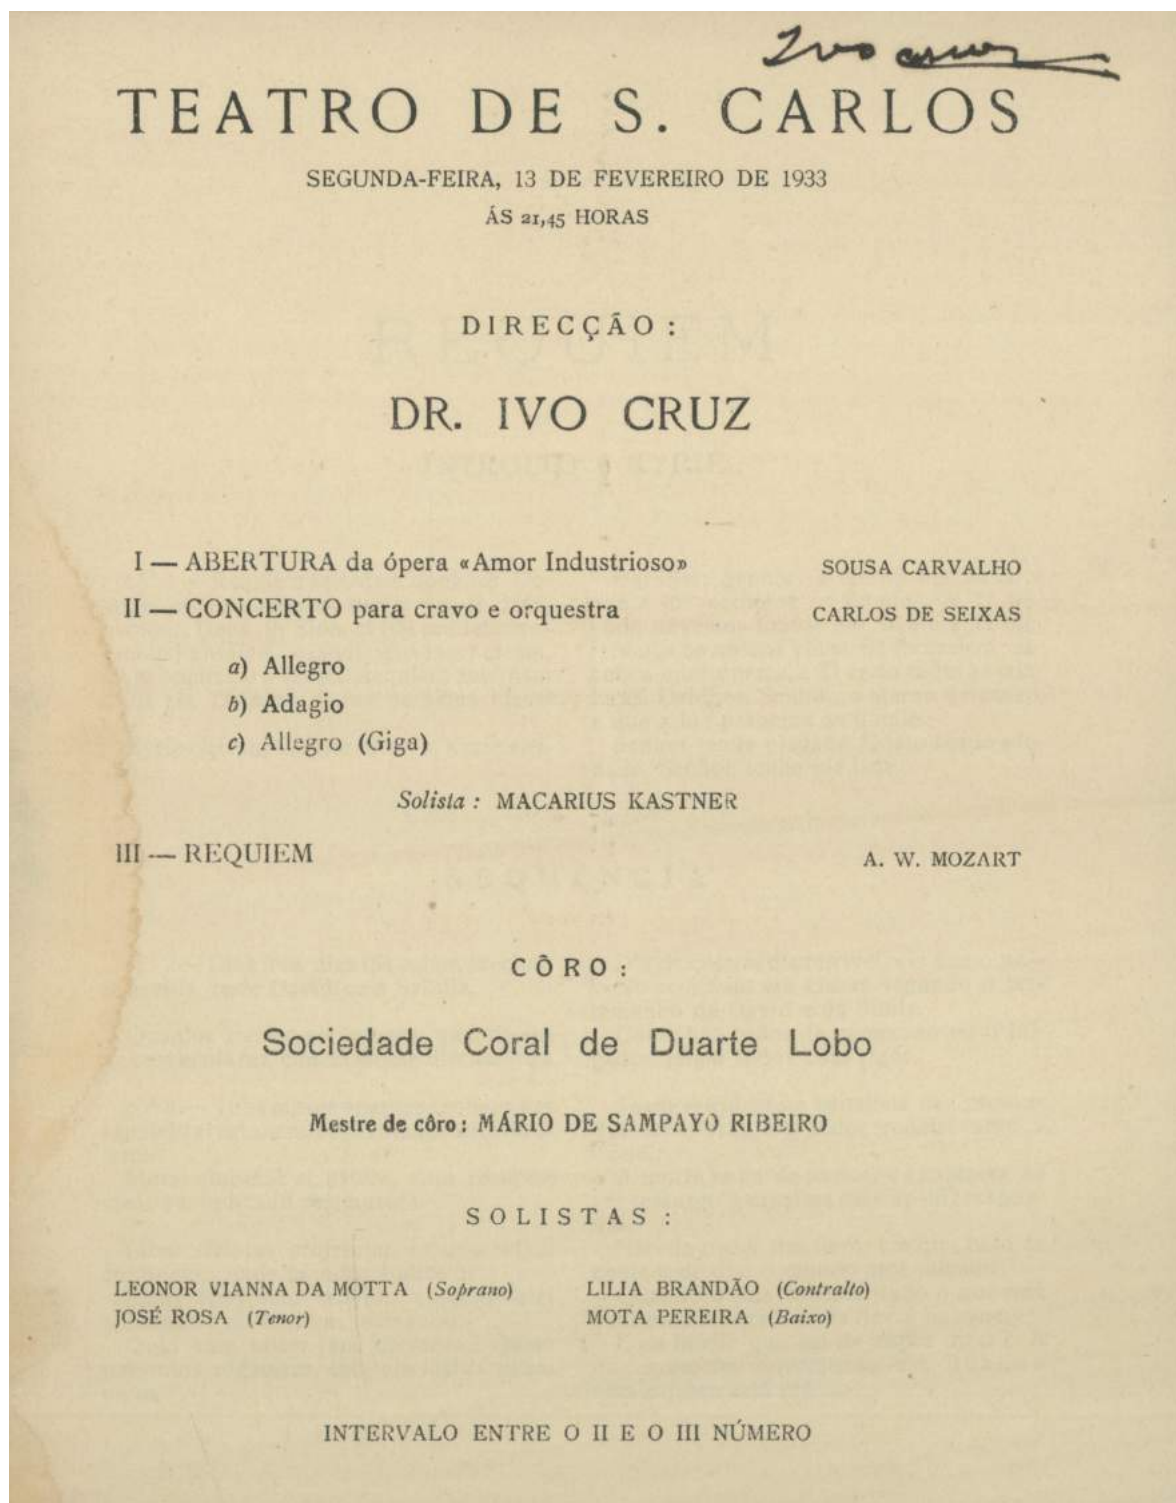 Ivo Cruz
TEATRO DE S. CARLOS
SEGUNDA-FEIRA, 13 DE FEVEREIRO DE 1933
ÁS 21,45 HORAS
DIRECÇÃO:
DR. IVO CRUZ
I — ABERTURA da ópera «Amor Industrioso» SOUSA CARVALHO
II — CONCERTO para cravo e orquestra CARLOS DE SEIXAS
a) Allegro
b) Adagio
c) Allegro (Giga)
Solista: MACARIUS KASTNER
III — REQUIEM A. W. MOZART
CÔRO:
Sociedade Coral de Duarte Lobo
Mestre de côro: MÁRIO DE SAMPAYO RIBEIRO
SOLISTAS:
LEONOR VIANNA DA MOTTA (Soprano) LILIA BRANDÃO (Contralto)
JOSÉ ROSA (Tenor) MOTA PEREIRA (Baixo)
INTERVALO ENTRE O II E O III NÚMERO